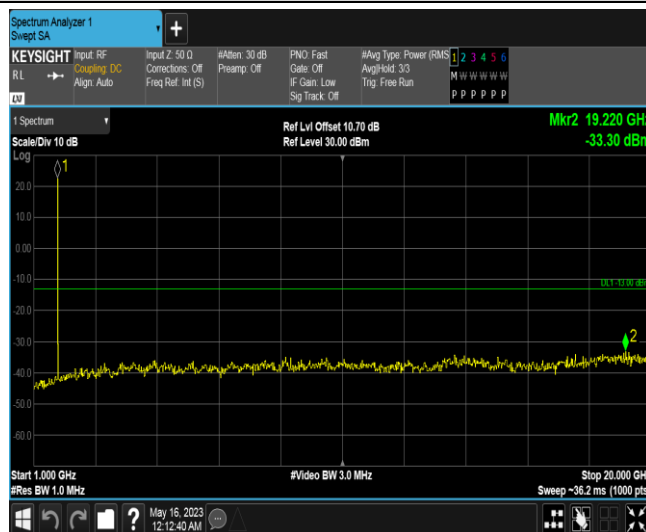 Spectrum Analyzer 1
Swept SA
+
KEYSIGHT Input: RF Input Z: 50 Ω #Atten: 30 dB PNO: Fast #Avg Type: Power (RMS 1 2 3 4 5 6
RL Coupling: DC Corrections: Off Preamp: Off Gate: Off Avg|Hold: 3/3 M W W W W W
Align: Auto Freq Ref: Int (S) IF Gain: Low Trig: Free Run
LXI Sig Track: Off P P P P P P
1 Spectrum Ref Lvl Offset 10.70 dB Mkr2 19.220 GHz
Scale/Div 10 dB Ref Level 30.00 dBm -33.30 dBm
Log 1
20.0
10.0
0.00
-10.0 DL1 -13.00 dBm
-20.0
-30.0 2
-40.0
-50.0
-60.0
Start 1.000 GHz #Video BW 3.0 MHz Stop 20.000 GHz
#Res BW 1.0 MHz Sweep ~36.2 ms (1000 pts
? May 16, 2023
12:12:40 AM